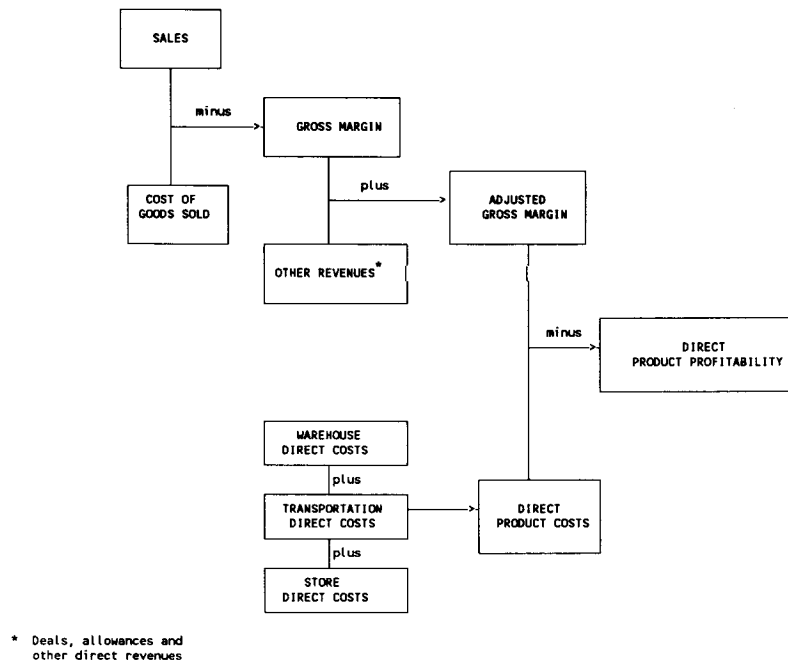 SALES
minus
GROSS MARGIN
COST OF
GOODS SOLD
plus
ADJUSTED
GROSS MARGIN
OTHER REVENUES*
minus
DIRECT
PRODUCT PROFITABILITY
WAREHOUSE
DIRECT COSTS
plus
TRANSPORTATION
DIRECT COSTS
DIRECT
PRODUCT COSTS
plus
STORE
DIRECT COSTS
* Deals, allowances and
other direct revenues